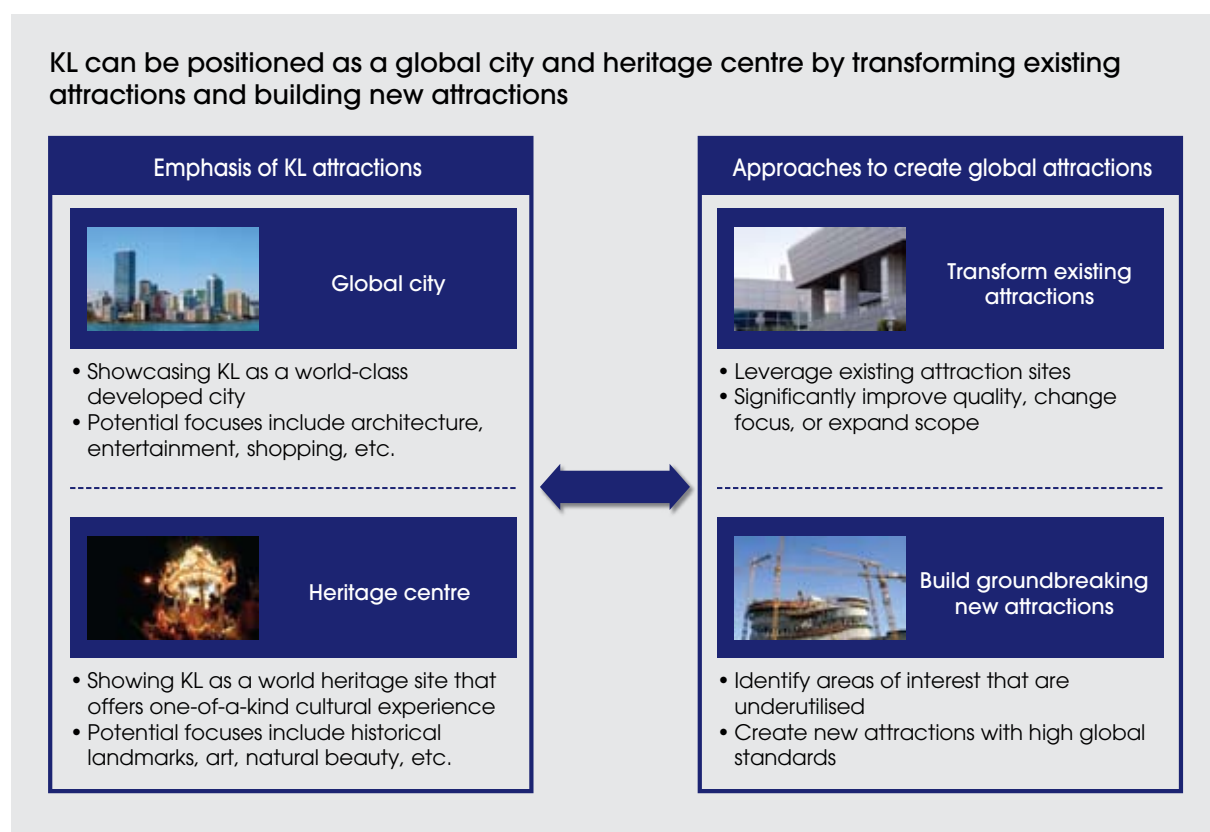 KL can be positioned as a global city and heritage centre by transforming existing
attractions and building new attractions
Emphasis of KL attractions
Global city
• Showcasing KL as a world-class
developed city
• Potential focuses include architecture,
entertainment, shopping, etc.
Heritage centre
• Showing KL as a world heritage site that
offers one-of-a-kind cultural experience
• Potential focuses include historical
landmarks, art, natural beauty, etc.
Approaches to create global attractions
Transform existing
attractions
• Leverage existing attraction sites
• Significantly improve quality, change
focus, or expand scope
Build groundbreaking
new attractions
• Identify areas of interest that are
underutilised
• Create new attractions with high global
standards